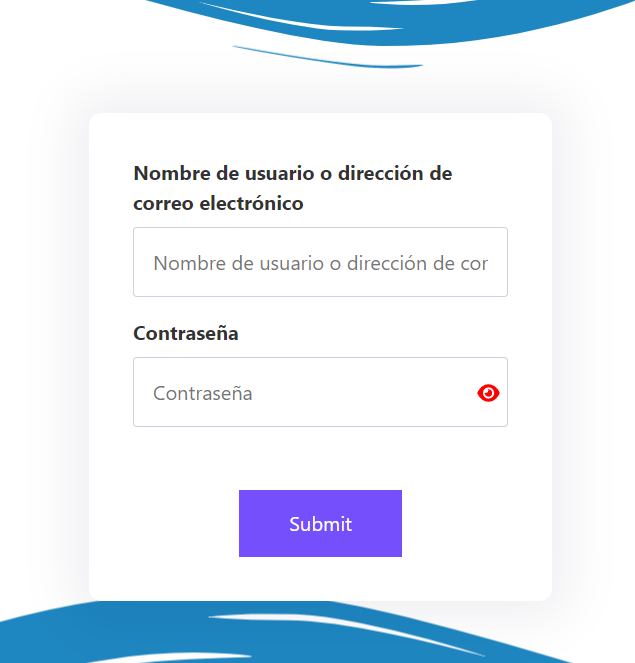 Nombre de usuario o dirección de
correo electrónico
Nombre de usuario o dirección de cor
Contraseña
Contraseña
Submit